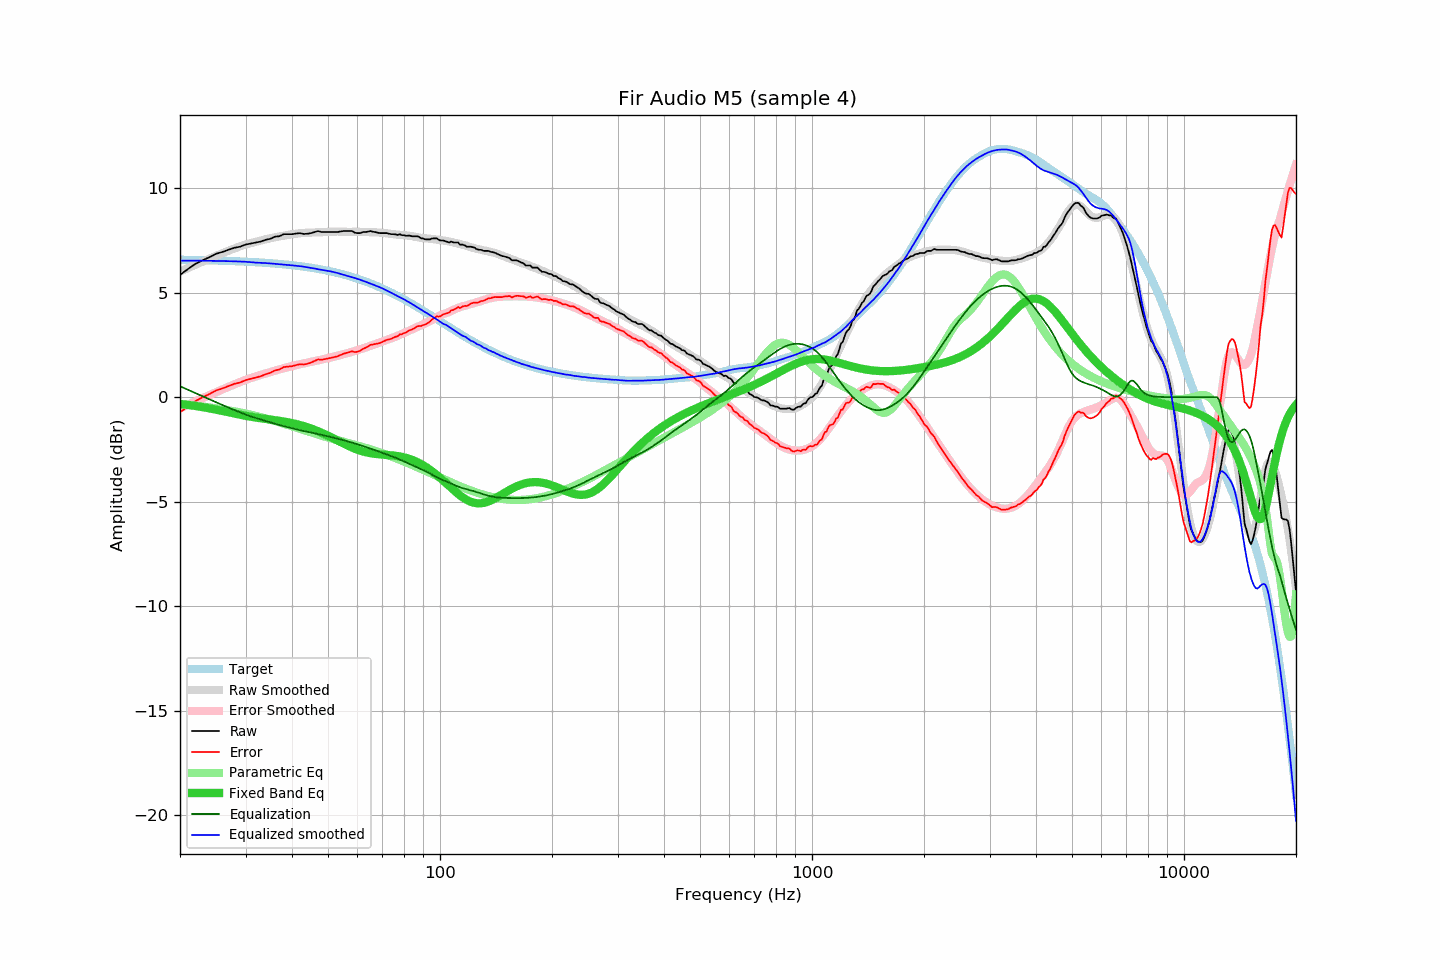 Fir Audio M5 (sample 4)
10
5
0
−5
−10
−15
−20
Amplitude (dBr)
Target
Raw Smoothed
Error Smoothed
Raw
Error
Parametric Eq
Fixed Band Eq
Equalization
Equalized smoothed
100 1000 10000
Frequency (Hz)